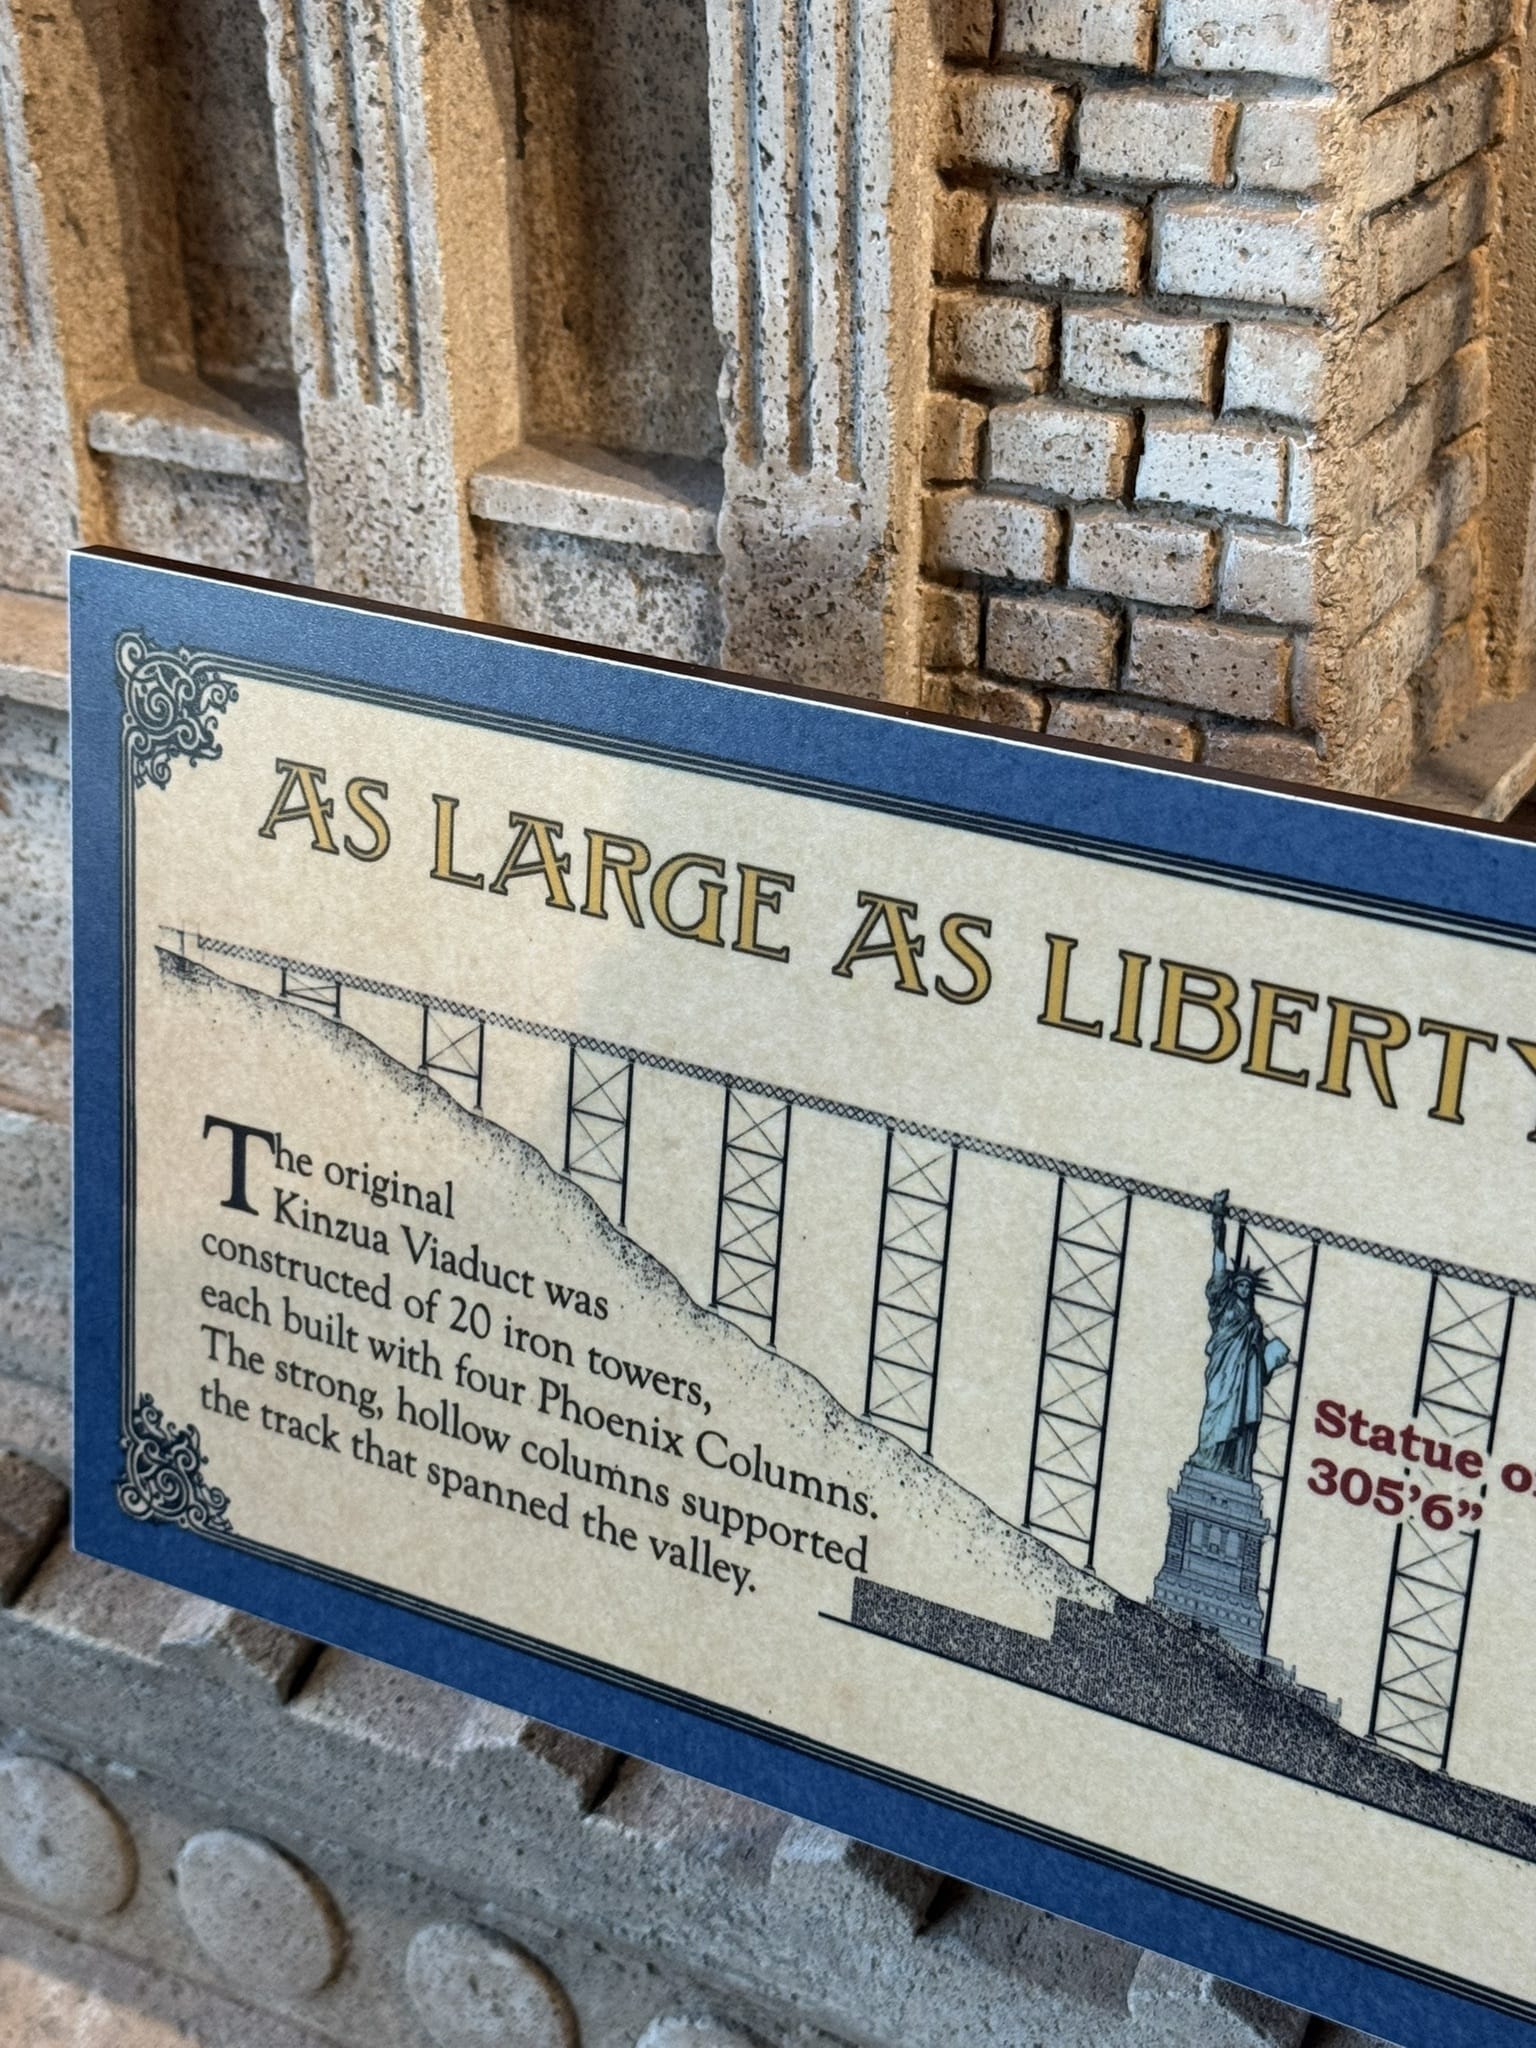 AS LARGE AS LIBERTY
The original
Kinzua Viaduct was
constructed of 20 iron towers,
each built with four Phoenix Columns.
The strong, hollow columns supported
the track that spanned the valley.
Statue
305’6”